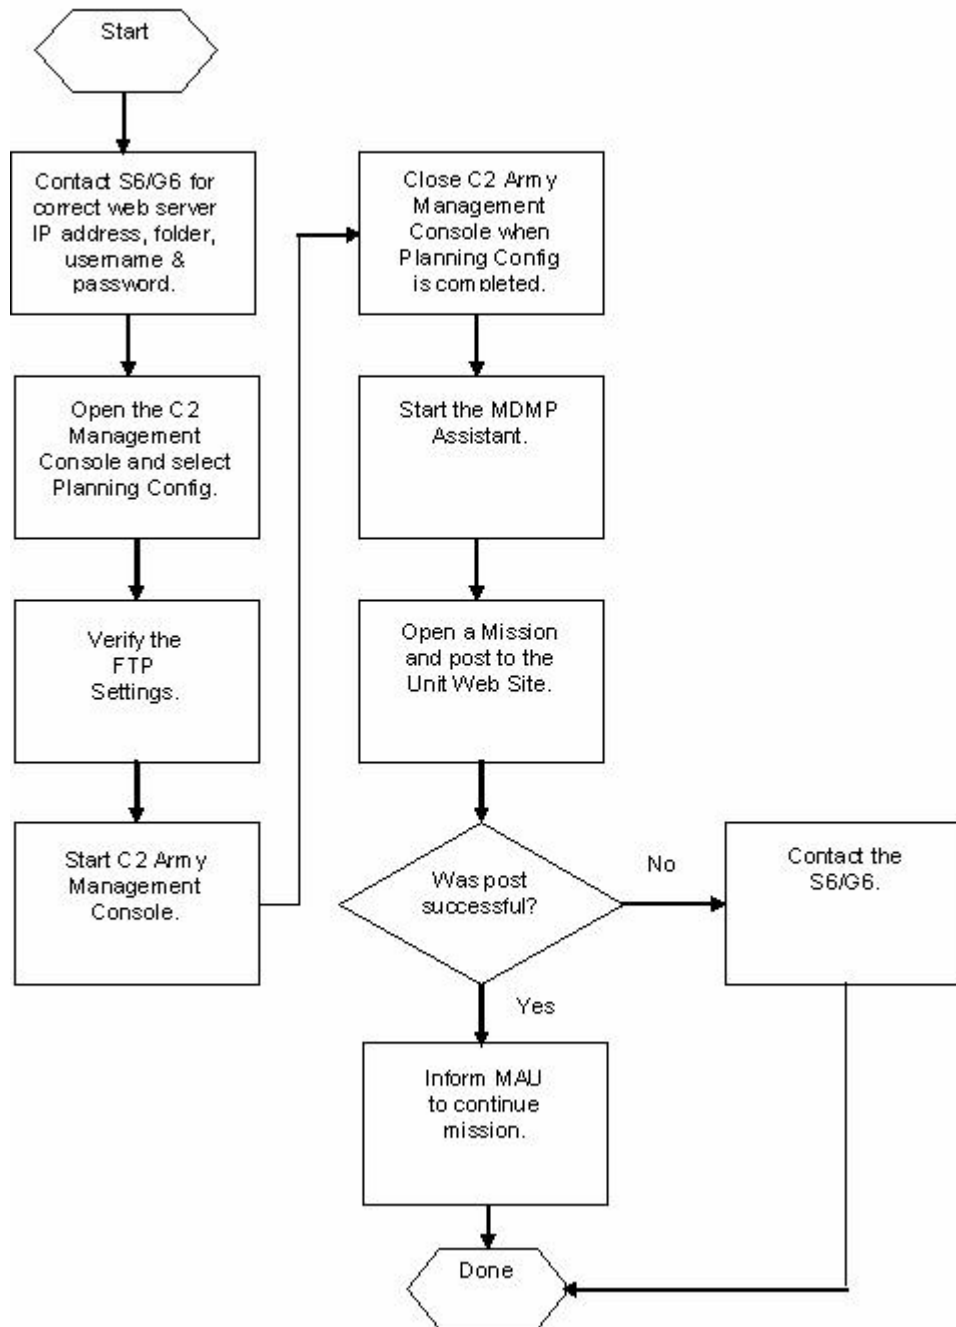 Start
Contact S6/G6 for
correct web server
IP address, folder,
username &
password.
Open the C2
Management
Console and select
Planning Config.
Verify the
FTP
Settings.
Start C2 Army
Management
Console.
Close C2 Army
Management
Console when
Planning Config
is completed.
Start the MDMP
Assistant.
Open a Mission
and post to the
Unit Web Site.
Was post
successful?
No
Contact the
S6/G6.
Yes
Inform MAU
to continue
mission.
Done